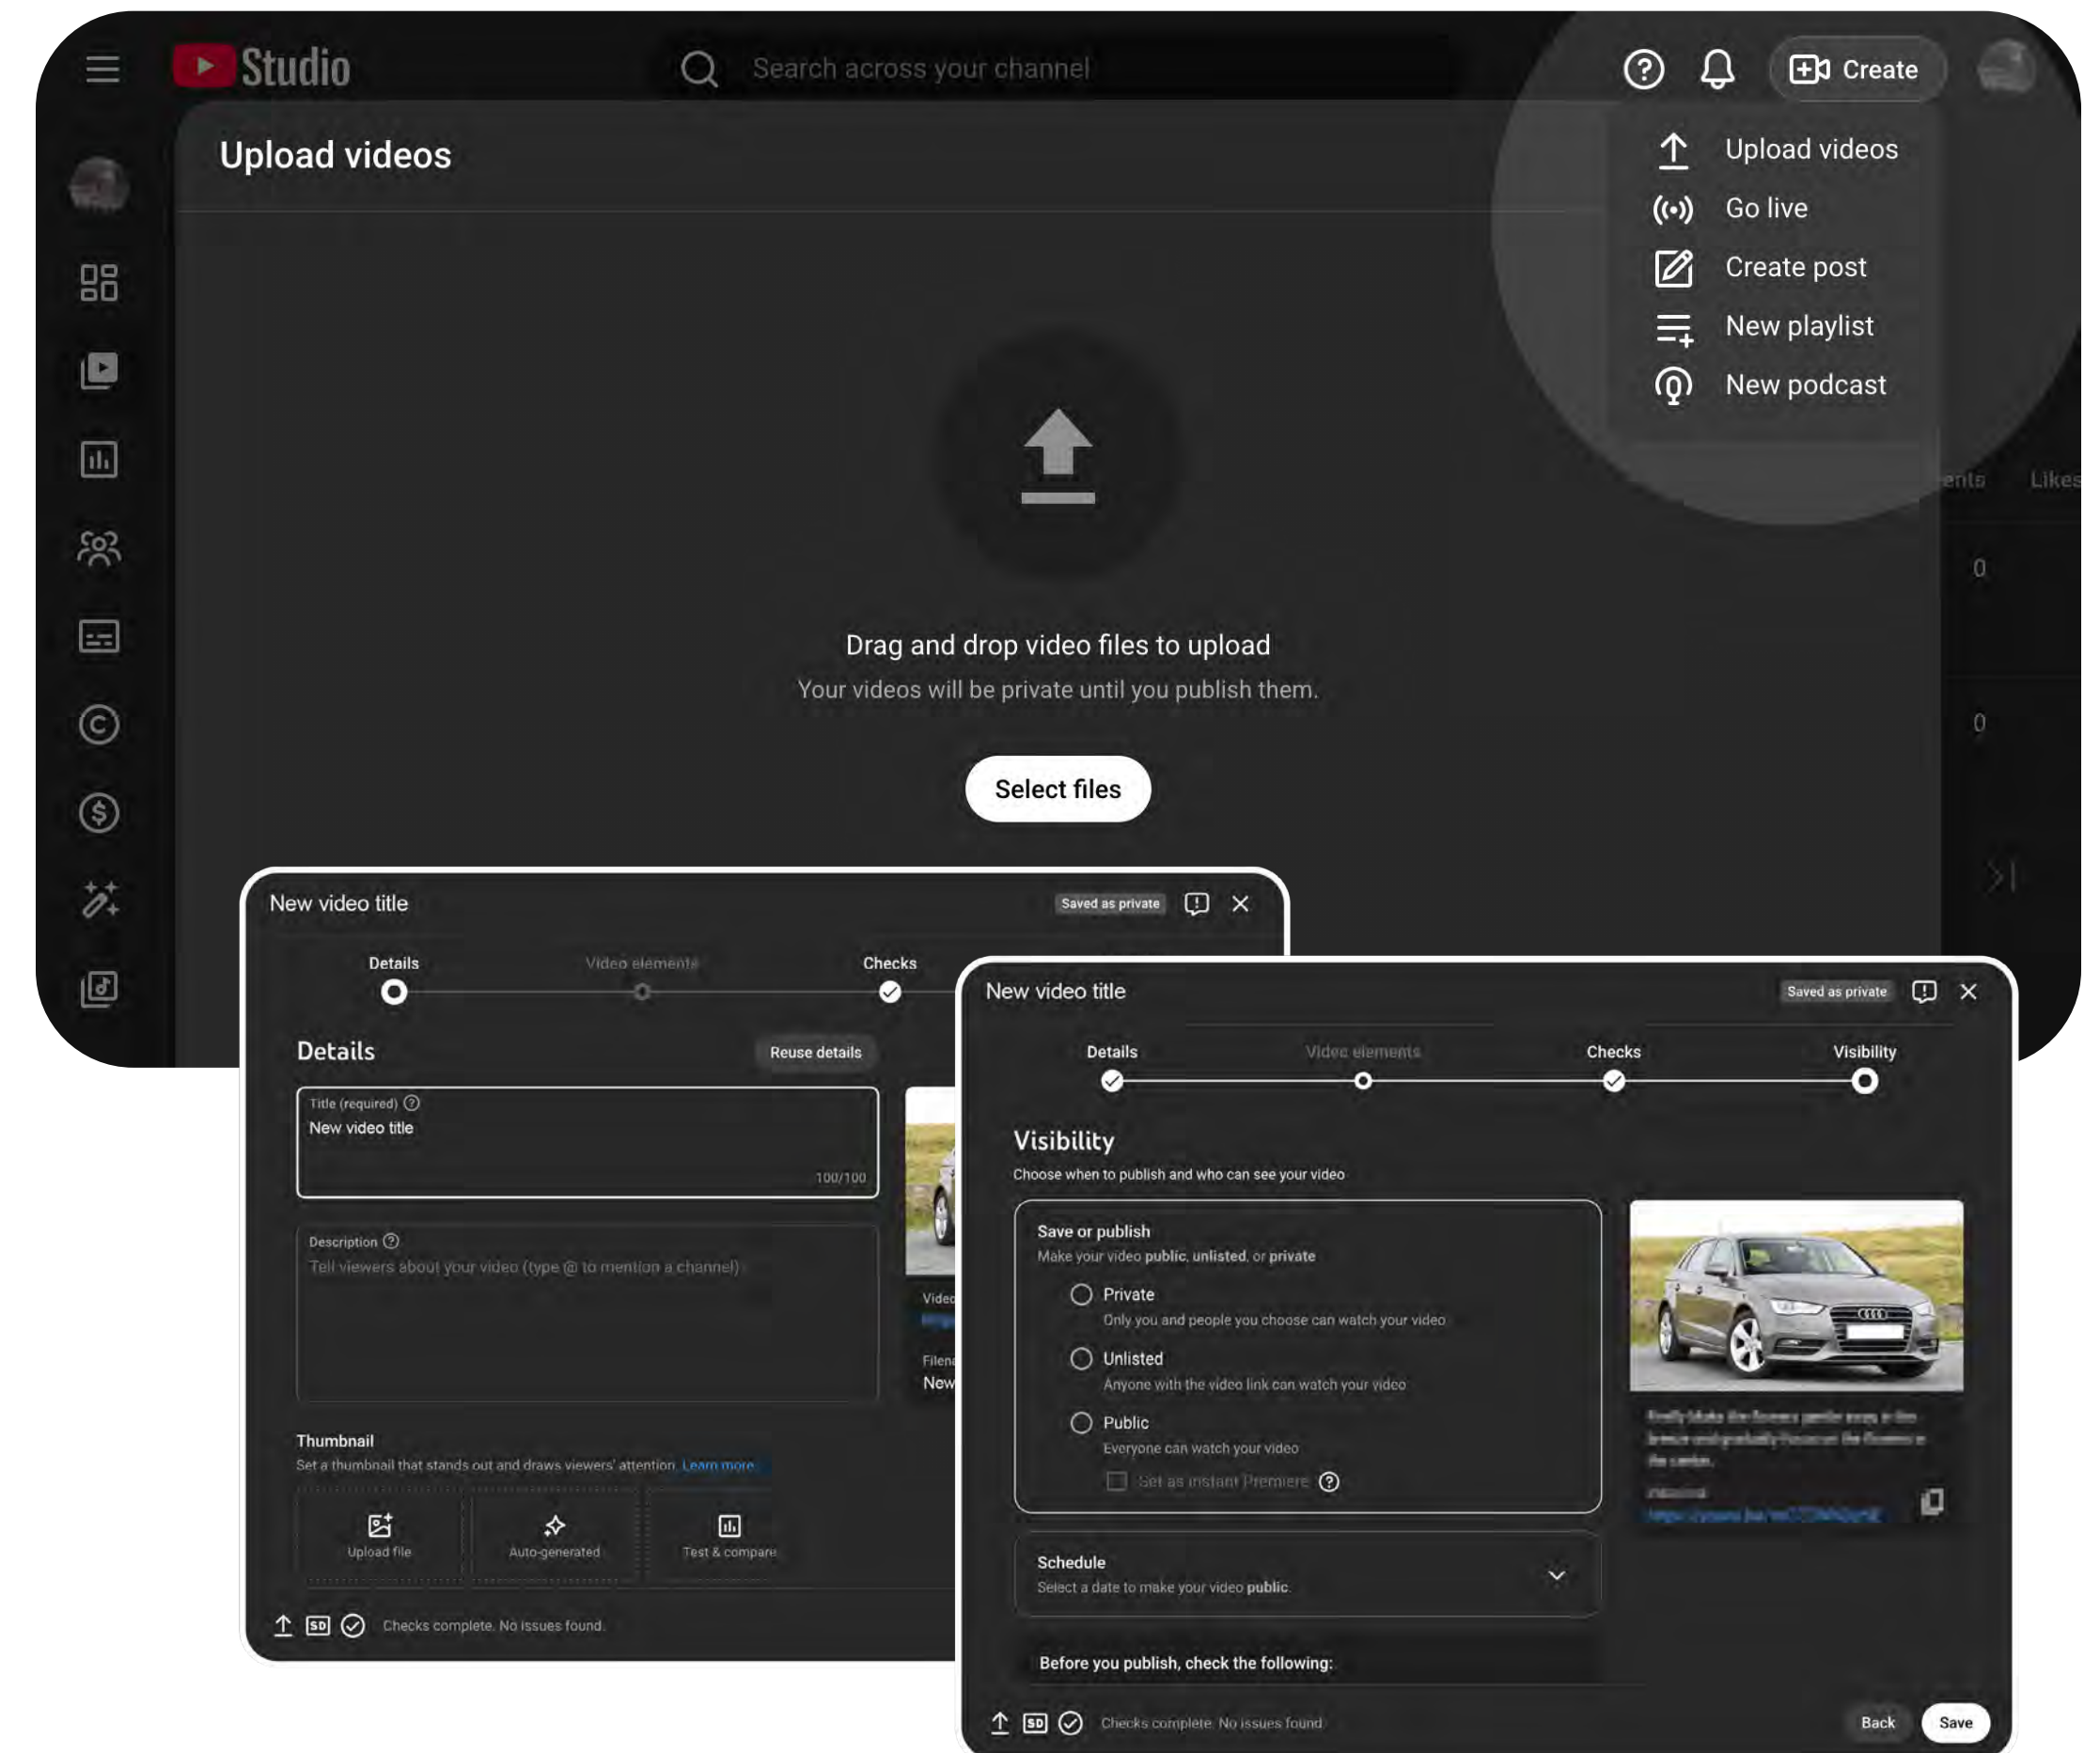 Studio
Search across your channel
Create
Upload videos
Upload videos
Go live
Create post
New playlist
New podcast
Likes
0
0
Drag and drop video files to upload
Your videos will be private until you publish them.
Select files
New video title
Saved as private
Details
Video elements
Checks
Details
Reuse details
Title (required)
New video title
100/100
Description
Tell viewers about your video (type @ to mention a channel)
Thumbnail
Set a thumbnail that stands out and draws viewers' attention. Learn more
Upload file
Auto-generated
Test & compare
SD
Checks complete. No issues found.
New video title
Saved as private
Details
Video elements
Checks
Visibility
Visibility
Choose when to publish and who can see your video
Save or publish
Make your video public, unlisted, or private
Private
Only you and people you choose can watch your video
Unlisted
Anyone with the video link can watch your video
Public
Everyone can watch your video
Set as instant Premiere
Schedule
Select a date to make your video public.
Before you publish, check the following:
SD
Checks complete. No issues found.
Back
Save